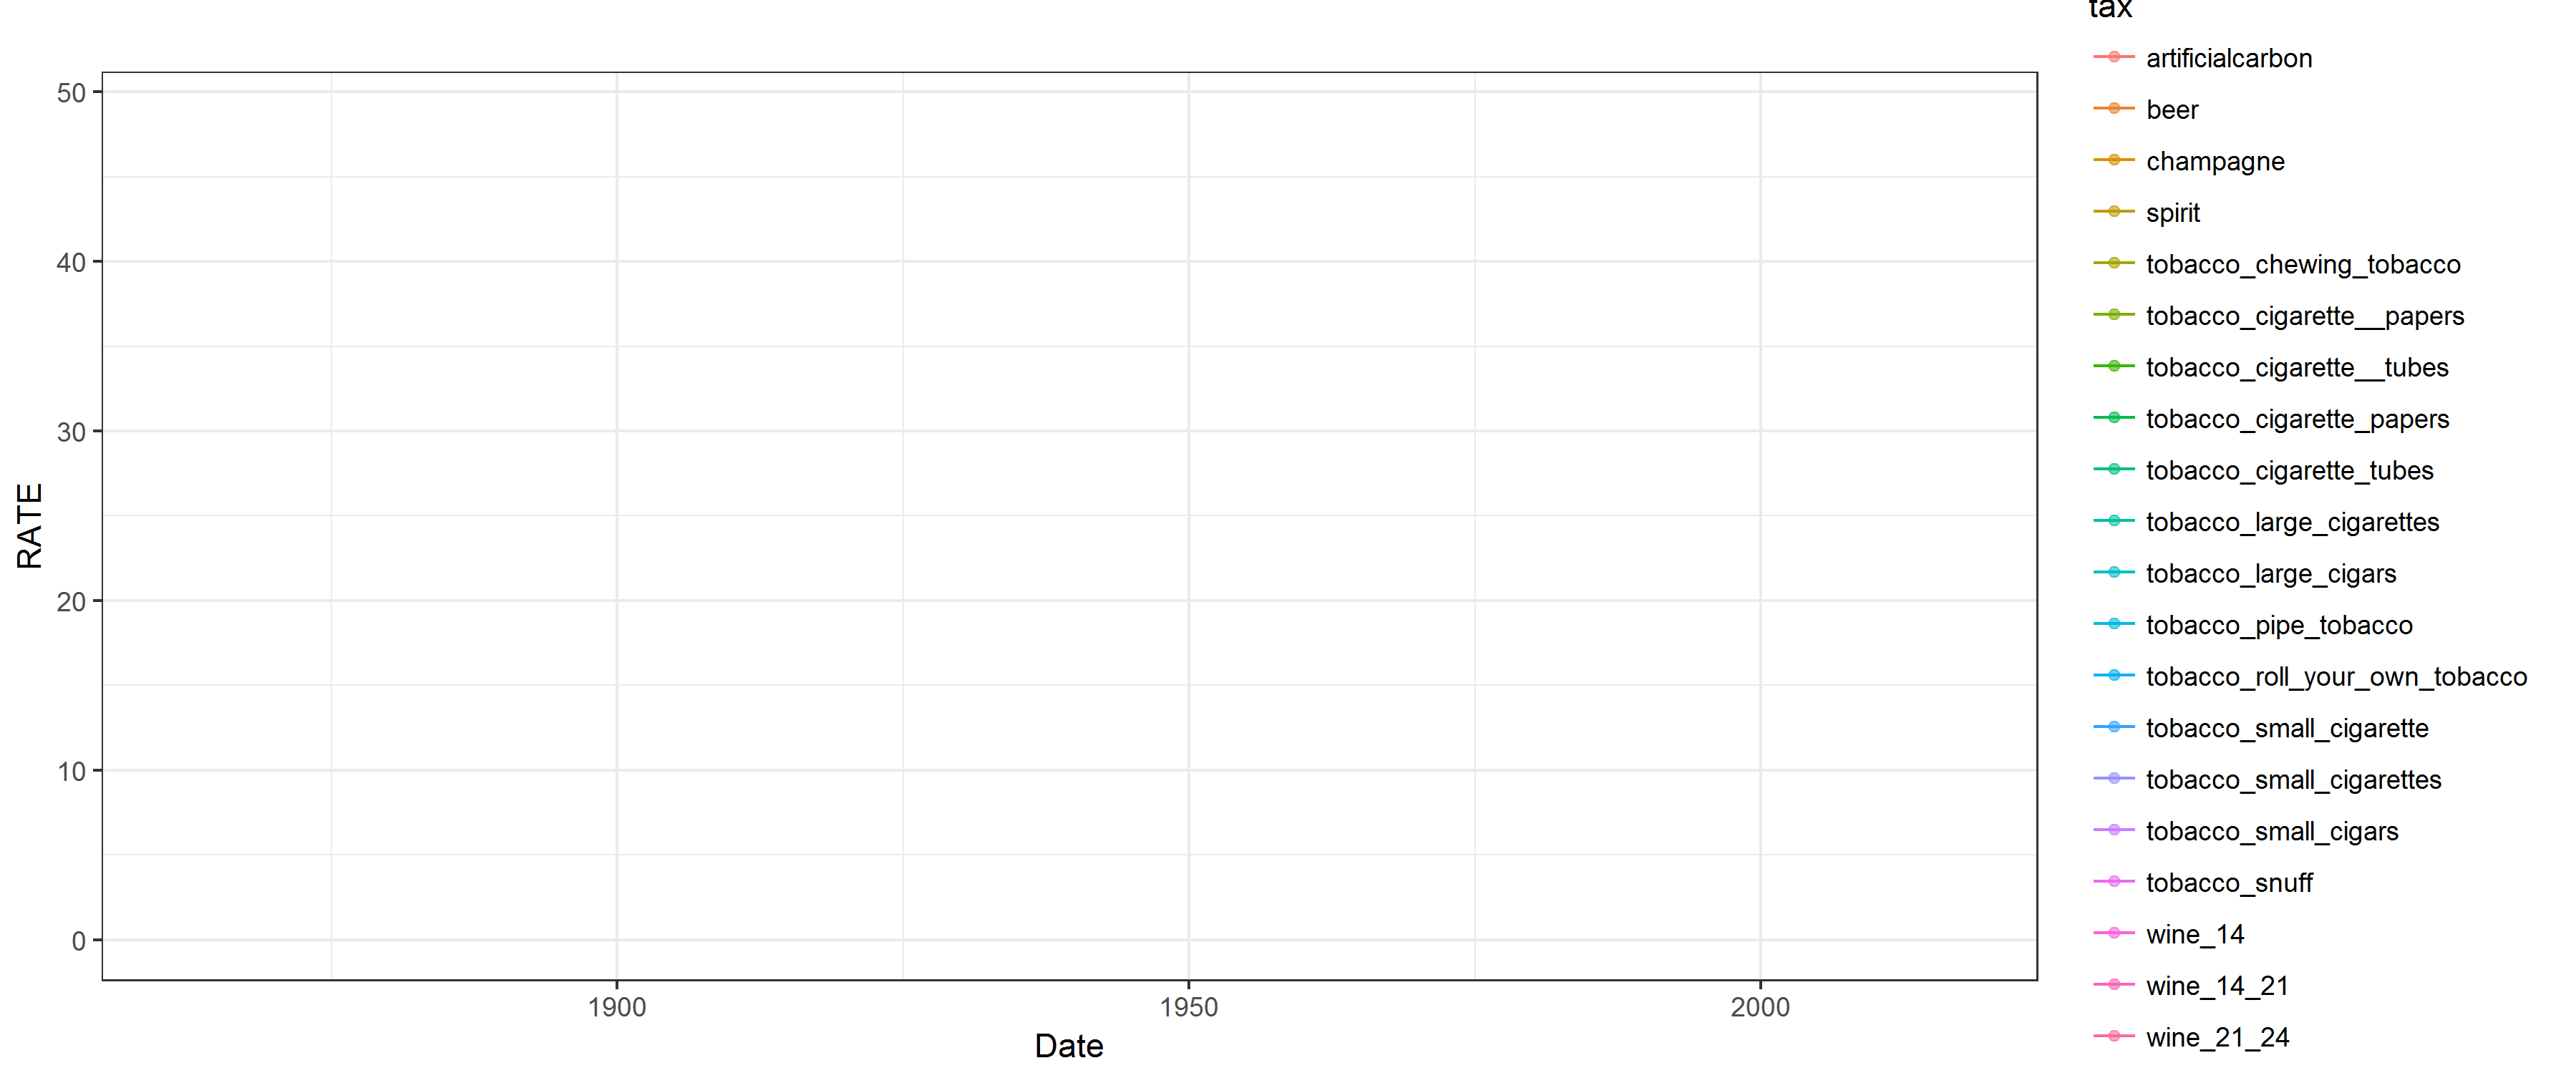 tax
artificialcarbon
beer
champagne
spirit
tobacco_chewing_tobacco
tobacco_cigarette__papers
tobacco_cigarette__tubes
tobacco_cigarette_papers
tobacco_cigarette_tubes
tobacco_large_cigarettes
tobacco_large_cigars
tobacco_pipe_tobacco
tobacco_roll_your_own_tobacco
tobacco_small_cigarette
tobacco_small_cigarettes
tobacco_small_cigars
tobacco_snuff
wine_14
wine_14_21
wine_21_24
RATE
50
40
30
20
10
0
1900 1950 2000
Date